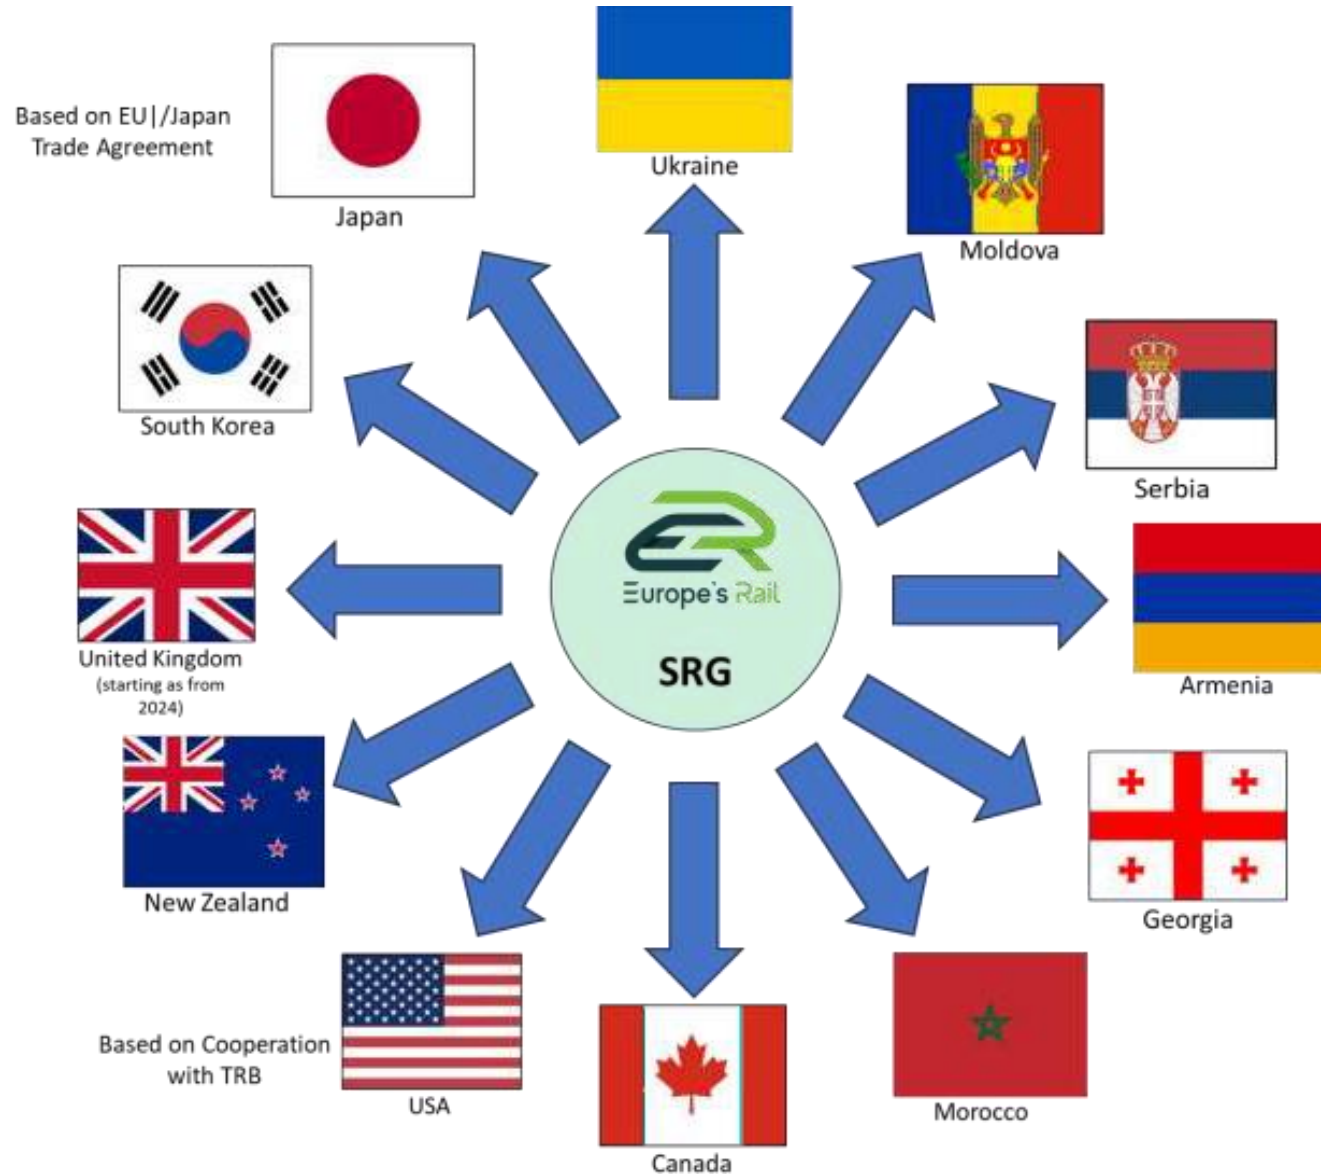 Based on EU|/Japan
Trade Agreement
Japan
Ukraine
Moldova
South Korea
Serbia
Europe's Rail
SRG
United Kingdom
(starting as from
2024)
Armenia
New Zealand
Georgia
Based on Cooperation
with TRB
USA
Canada
Morocco